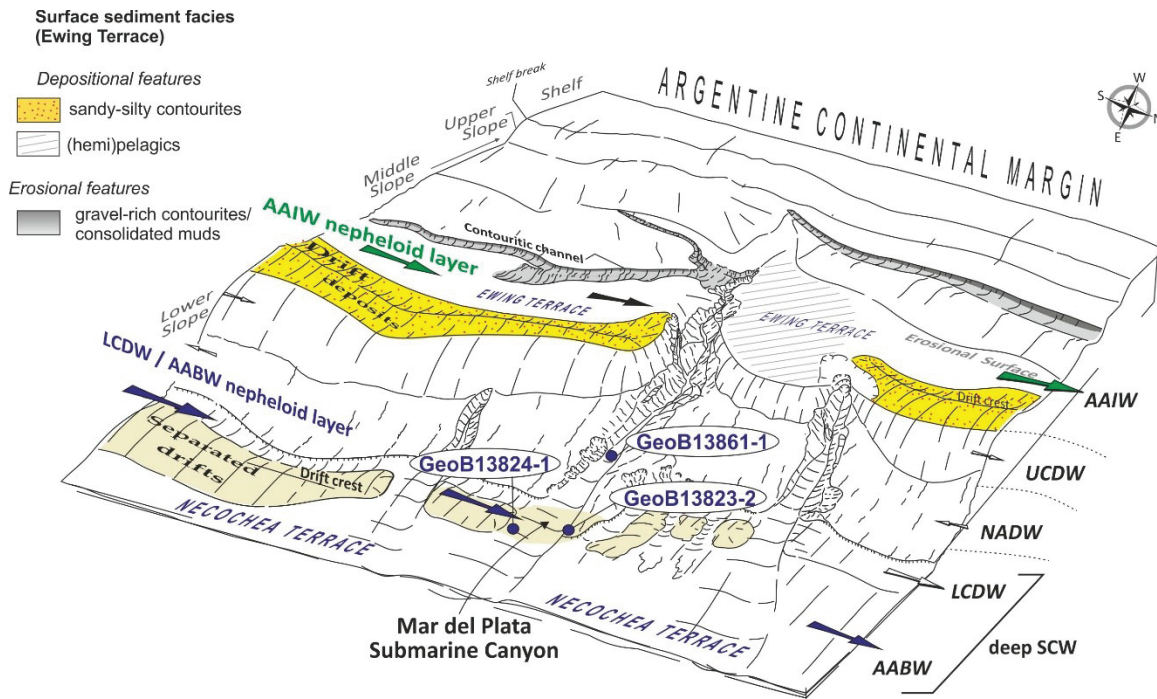 Surface sediment facies
(Ewing Terrace)
Depositional features
sandy-silty contourites
(hemi)pelagics
Erosional features
gravel-rich contourites/
consolidated muds
Shelf break
Shelf
Upper
Slope
Middle
Slope
Lower
Slope
ARGENTINE CONTINENTAL MARGIN
W
S
N
E
AAIW nepheloid layer
Contouritic channel
Drift
deposits
EWING TERRACE
EWING TERRACE
Erosional Surface
Drift crest
LCDW / AABW nepheloid
layer
Separated
drifts
Drift crest
GeoB13824-1
GeoB13861-1
GeoB13823-2
NECOCHEA TERRACE
NECOCHEA TERRACE
Mar del Plata
Submarine Canyon
AAIW
UCDW
NADW
LCDW
AABW
deep SCW